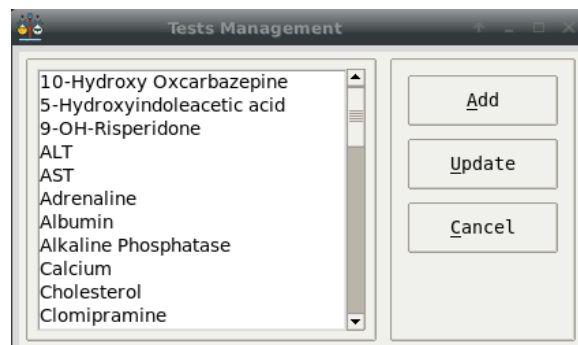 Tests Management
10-Hydroxy Oxcarbazepine
5-Hydroxyindoleacetic acid
9-OH-Risperidone
ALT
AST
Adrenaline
Albumin
Alkaline Phosphatase
Calcium
Cholesterol
Clomipramine
Add
Update
Cancel